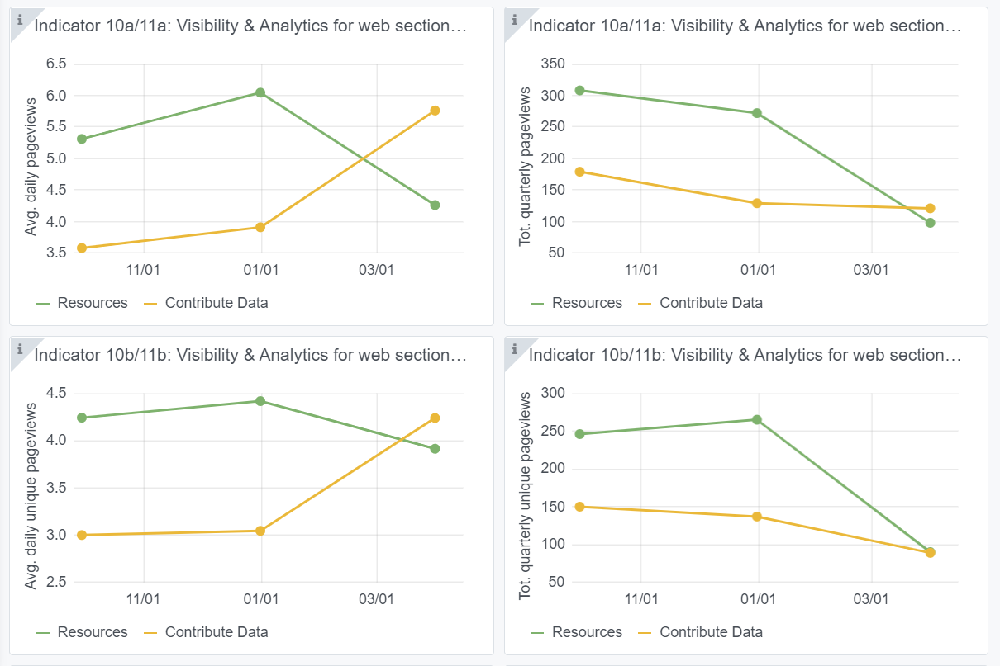 i
Indicator 10a/11a: Visibility & Analytics for web section…
Avg. daily pageviews
6.5
6.0
5.5
5.0
4.5
4.0
3.5
11/01
01/01
03/01
Resources
Contribute Data
i
Indicator 10a/11a: Visibility & Analytics for web section…
Tot. quarterly pageviews
350
300
250
200
150
100
50
11/01
01/01
03/01
Resources
Contribute Data
i
Indicator 10b/11b: Visibility & Analytics for web section…
Avg. daily unique pageviews
4.5
4.0
3.5
3.0
2.5
11/01
01/01
03/01
Resources
Contribute Data
i
Indicator 10b/11b: Visibility & Analytics for web section…
Tot. quarterly unique pageviews
300
250
200
150
100
50
11/01
01/01
03/01
Resources
Contribute Data